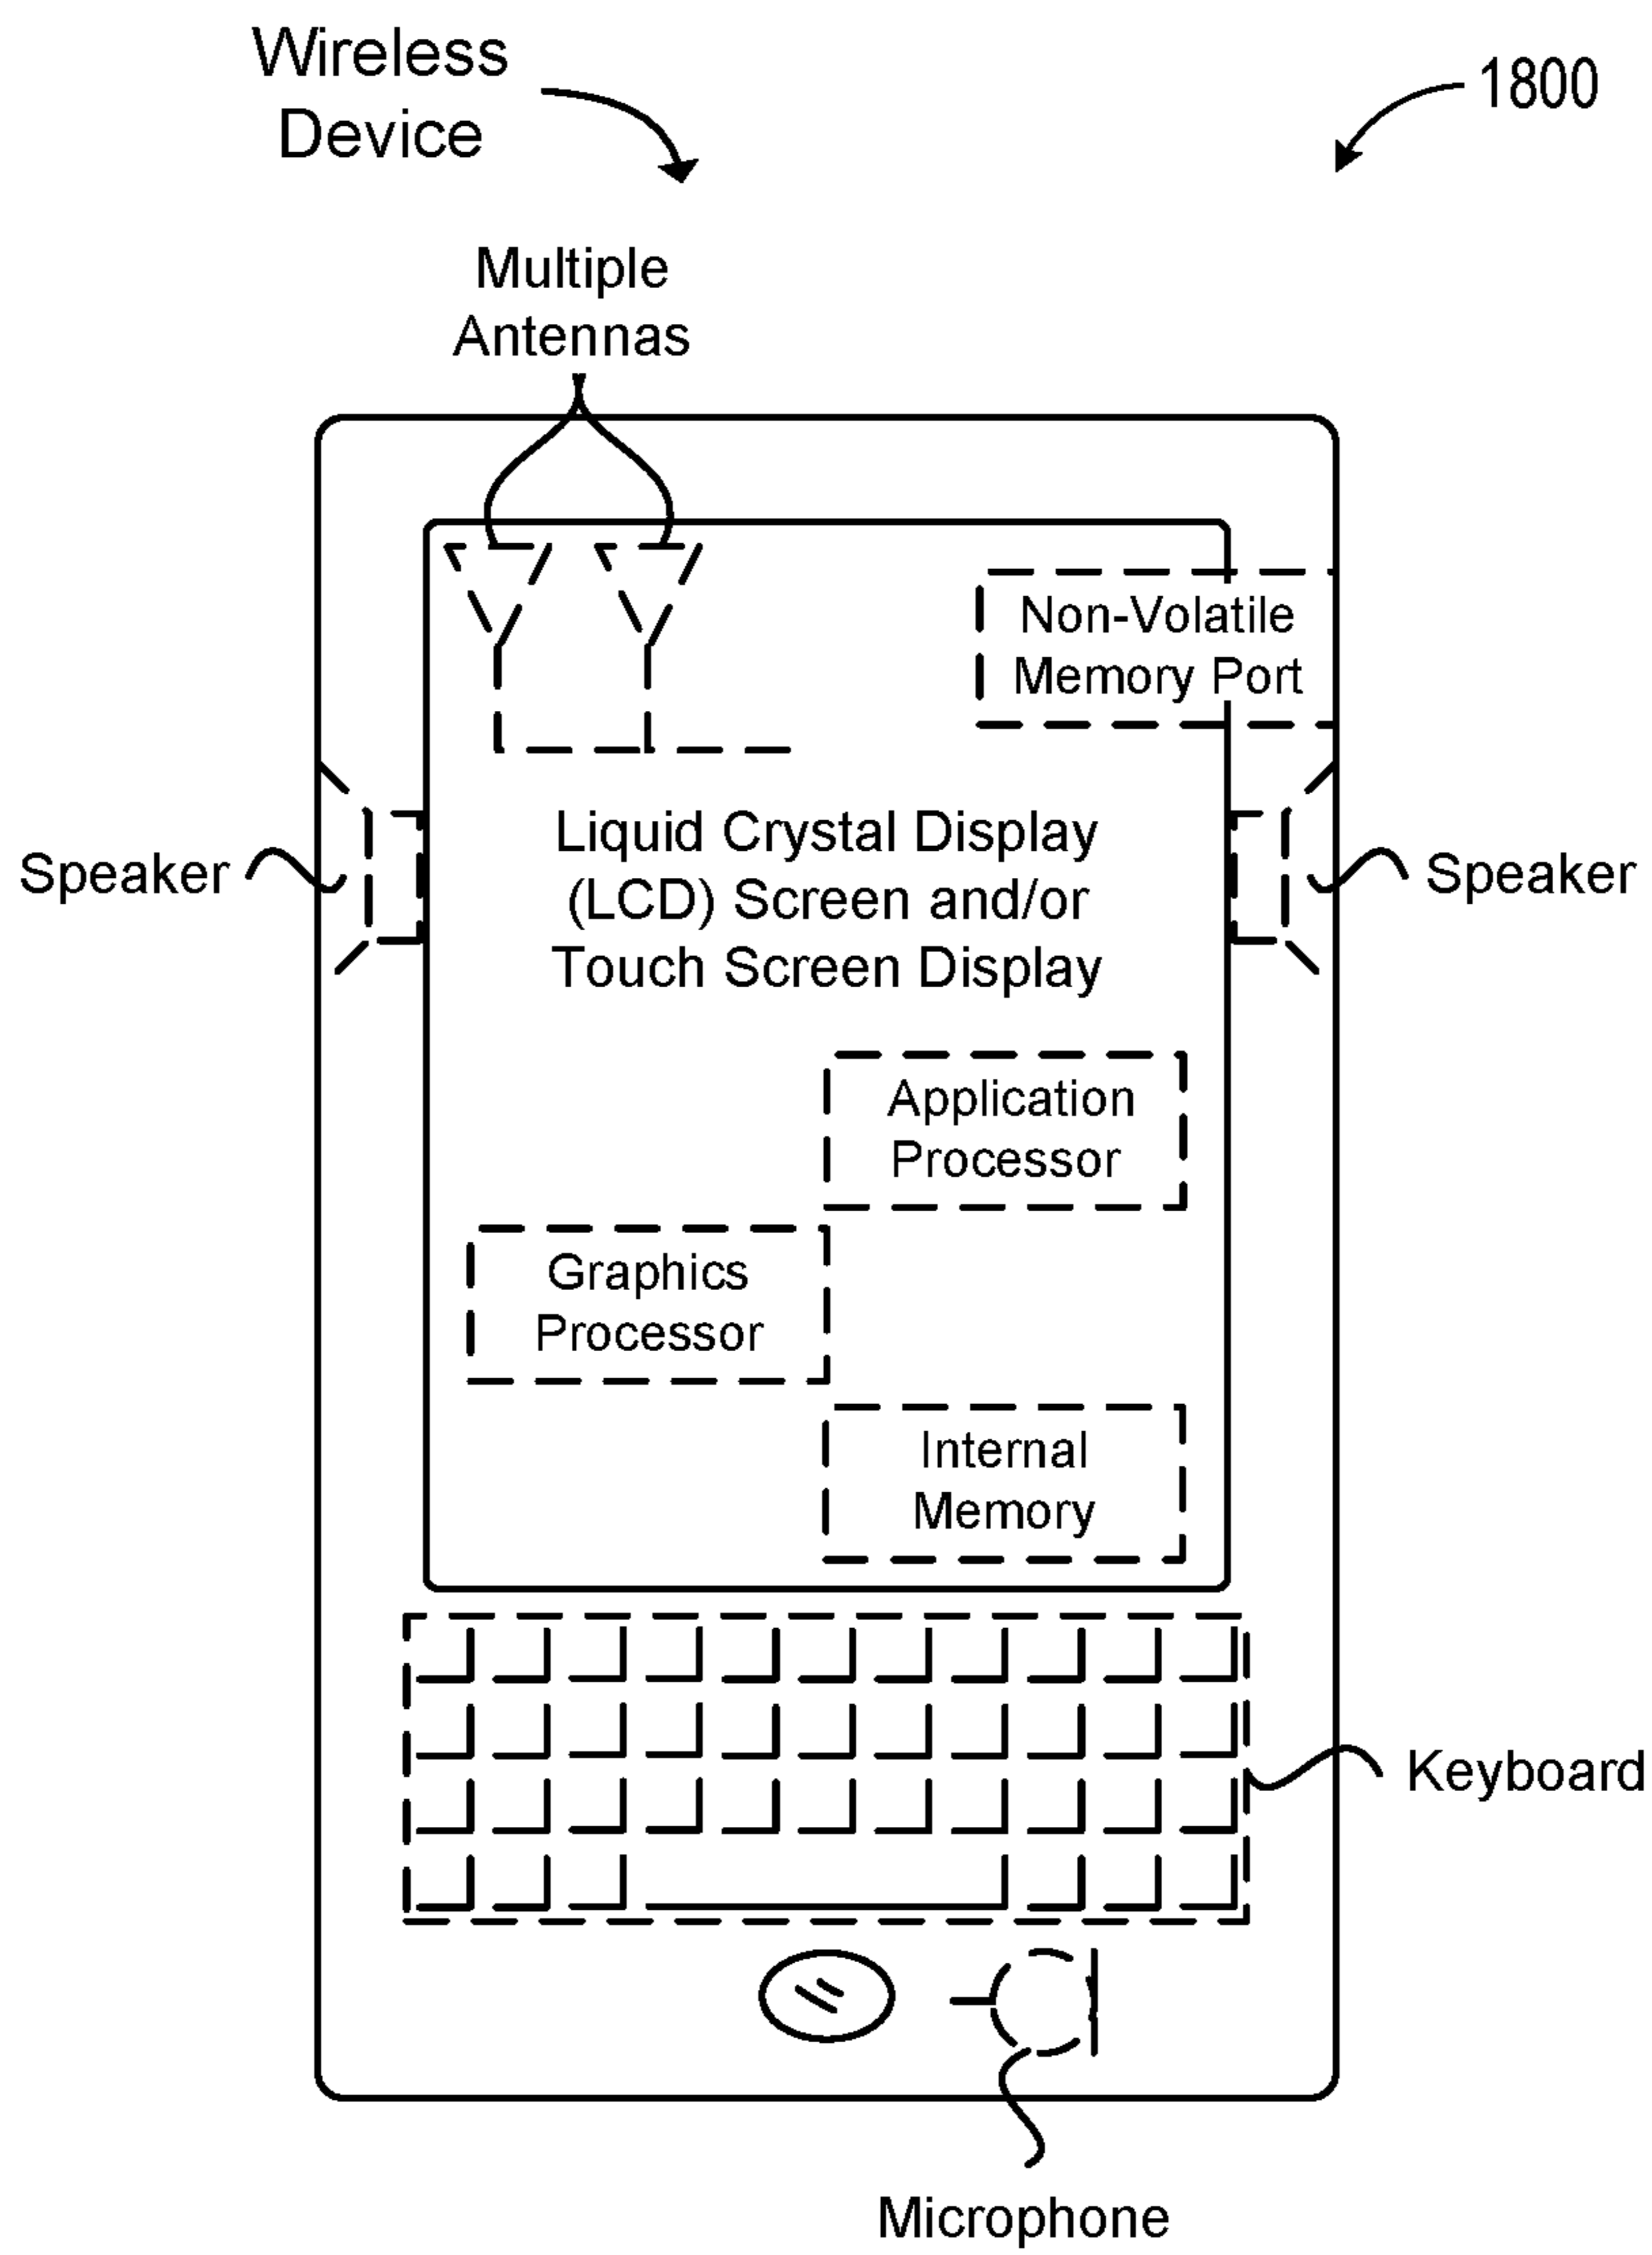 Wireless
Device
1800
Multiple
Antennas
Non-Volatile
Memory Port
Speaker
Liquid Crystal Display
(LCD) Screen and/or
Touch Screen Display
Speaker
Application
Processor
Graphics
Processor
Internal
Memory
Keyboard
Microphone